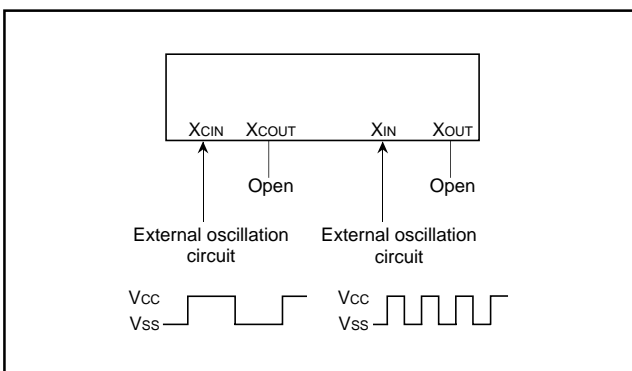 XCIN XCOUT XIN XOUT
Open Open
External oscillation circuit
External oscillation circuit
VCC
VSS
VCC
VSS